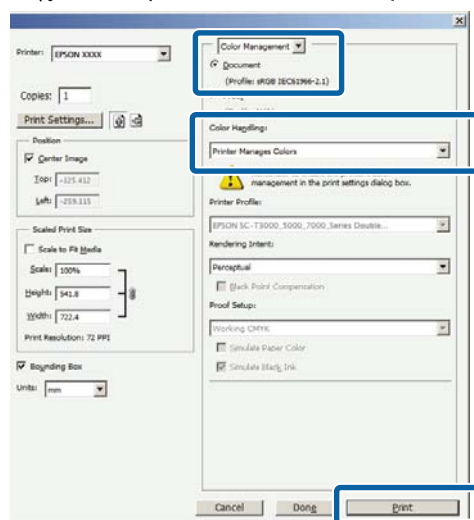 Printer: EPSON XXXX
Copies: 1
Print Settings...
Position
Center Image
Top: -125.412
Left: -259.115
Scaled Print Size
Scale to Fit Media
Scale: 100%
Height: 541.8
Width: 722.4
Print Resolution: 72 PPI
Bounding Box
Units: mm
Color Management
Document
(Profile: sRGB IEC61966-2.1)
Color Handling:
Printer Manages Colors
management in the print settings dialog box.
Printer Profile:
EPSON SC-T3000_5000_7000_Series Double...
Rendering Intent:
Perceptual
Black Point Compensation
Proof Setup:
Working CMYK
Simulate Paper Color
Simulate Black Ink
Cancel
Done
Print